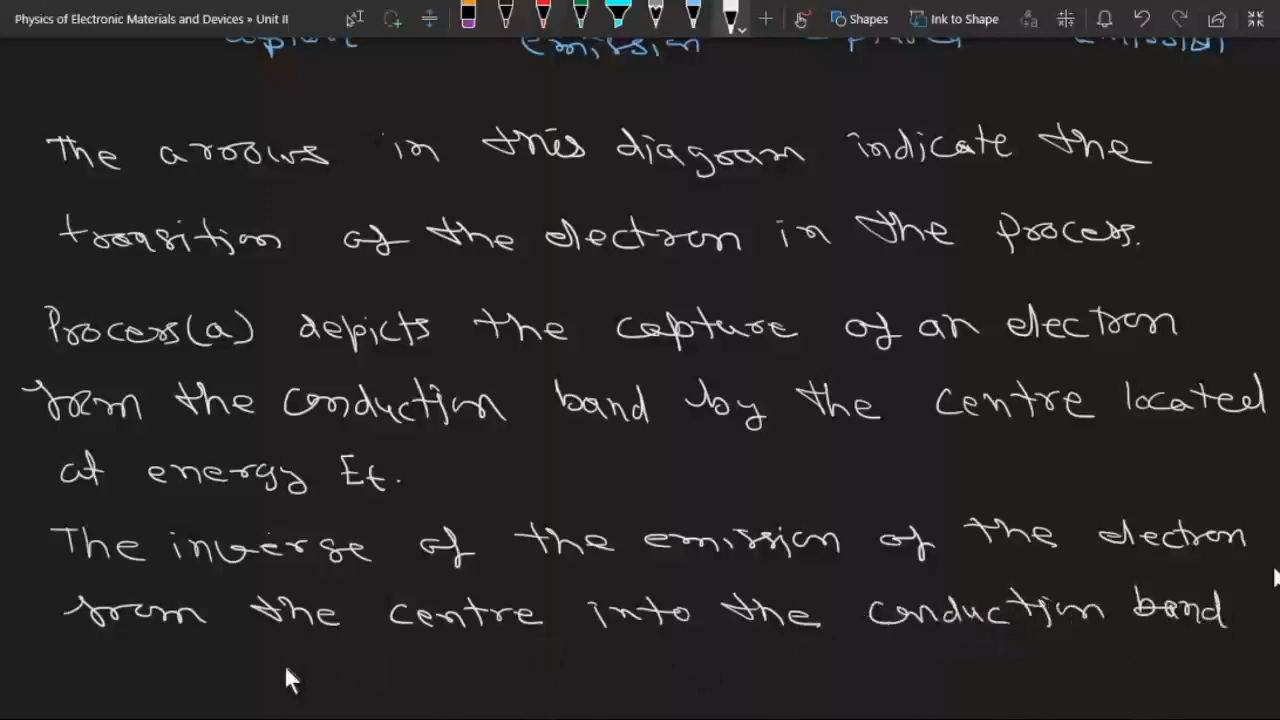 Physics of Electronic Materials and Devices » Unit II
Shapes
Ink to Shape
emission
emission
The arrows in this diagram indicate the
transition of the electron in the process.
Process(a) depicts the capture of an electron
from the conduction band by the centre located
at energy Et.
The inverse of the emission of the electron
from the centre into the conduction band